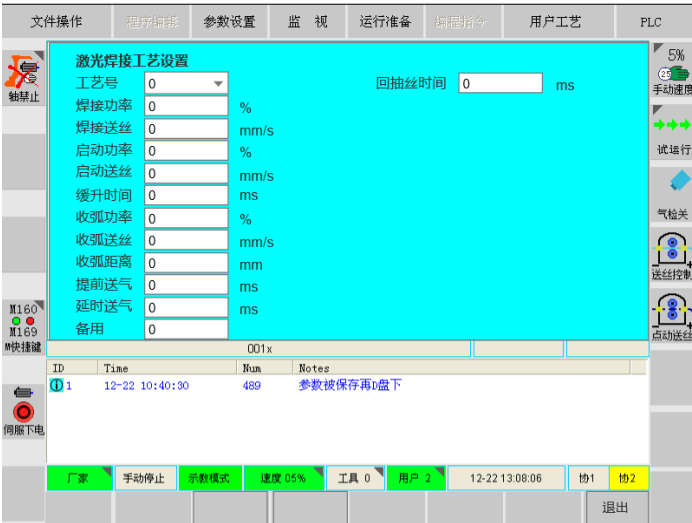 文件操作 程序编辑 参数设置 监 视 运行准备 编程指令 用户工艺 PLC
激光焊接工艺设置
工艺号 0 回抽丝时间 0 ms
焊接功率 0 %
焊接送丝 0 mm/s
启动功率 0 %
启动送丝 0 mm/s
缓升时间 0 ms
收弧功率 0 %
收弧送丝 0 mm/s
收弧距离 0 mm
提前送气 0 ms
延时送气 0 ms
备用 0
轴禁止
M160
M169
M快捷键
伺服下电
5%
25
手动速度
试运行
气检关
送丝控制
点动送丝
001x
ID Time Num Notes
1 12-22 10:40:30 489 参数被保存再D盘下
厂家 手动停止 示教模式 速度 05% 工具 0 用户 2 12-22 13:08:06 协1 协2
退出